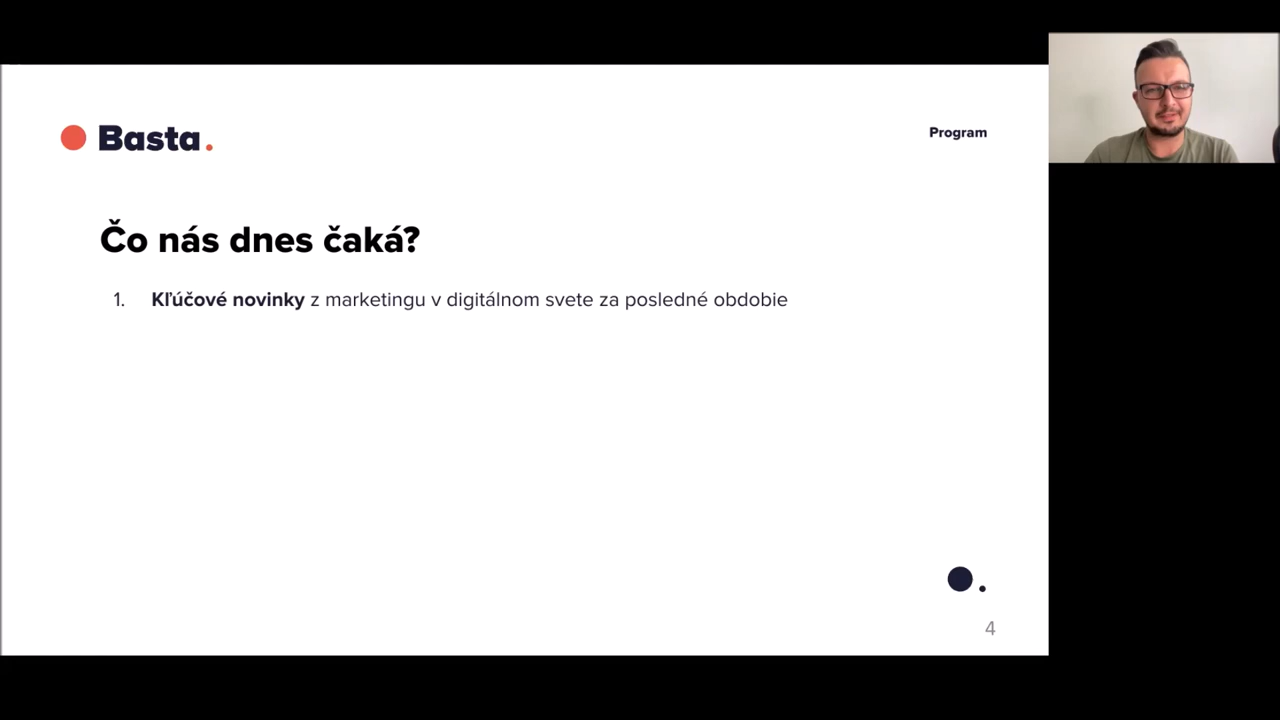 Basta.
Program
Čo nás dnes čaká?
1. Kľúčové novinky z marketingu v digitálnom svete za posledné obdobie
4